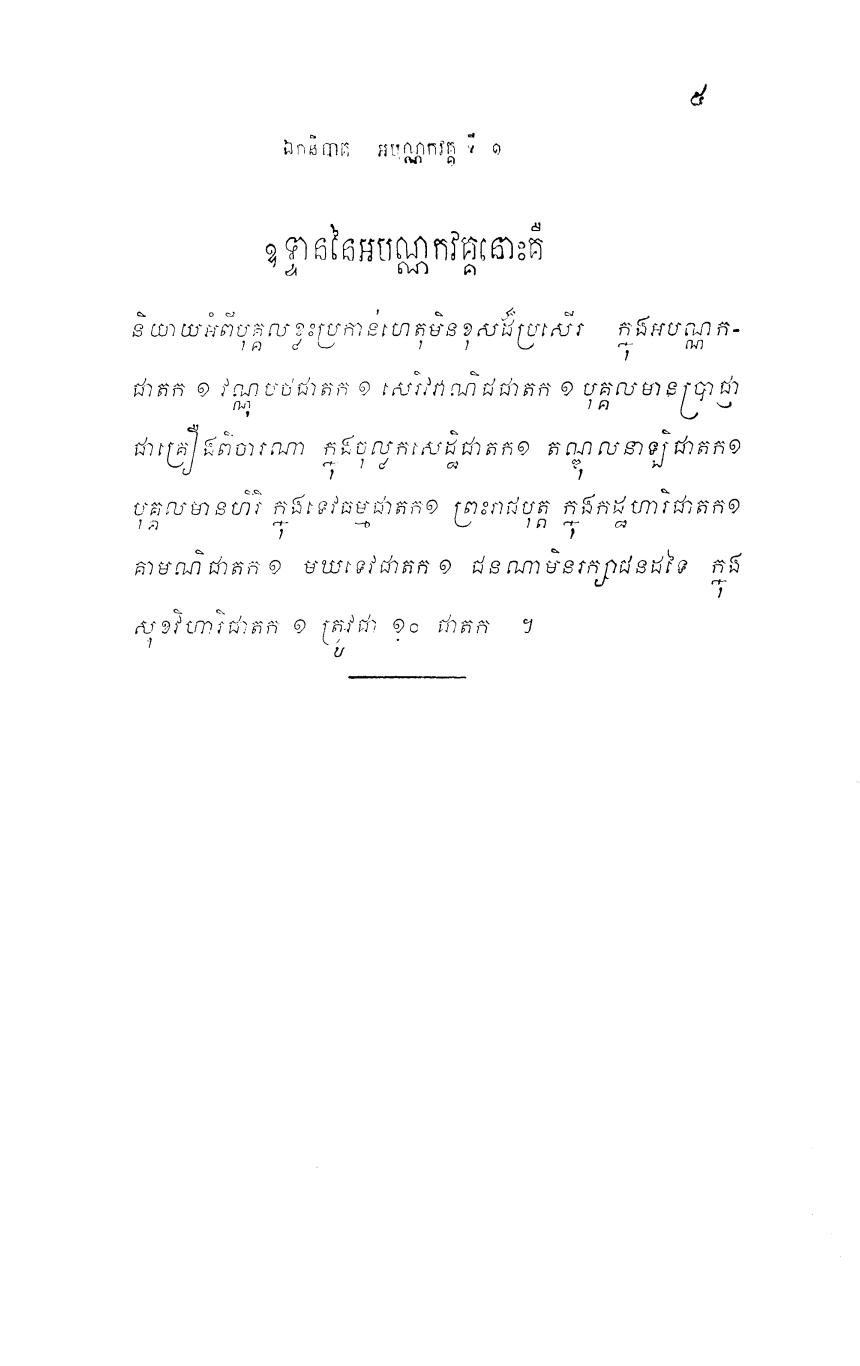 ៥
ឯកនិបាត អបណ្ណកវគ្គ ទី ១
ឧទ្ទាននៃអបណ្ណកវគ្គនោះគឺ
និយាយអំពីបុគ្គលខ្លះប្រកាន់ហេតុមិនខុសដ៏ប្រសើរ ក្នុងអបណ្ណក-
ជាតក ១ វណ្ណុបថជាតក ១ សេរិវវាណិជជាតក ១ បុគ្គលមានប្រាជ្ញា
ជាគ្រឿងពិចារណា ក្នុងចុល្លកសេដ្ឋិជាតក១ តណ្ឌុលនាឡិជាតក១
បុគ្គលមានហិរិ ក្នុងទេវធម្មជាតក១ ព្រះរាជបុត្ត ក្នុងកដ្ឋហារិជាតក១
គាមណិជាតក ១ មឃទេវជាតក ១ ជនណាមិនរក្សាជនដទៃ ក្នុង
សុខវិហារិជាតក ១ ត្រូវជា ១០ ជាតក ។